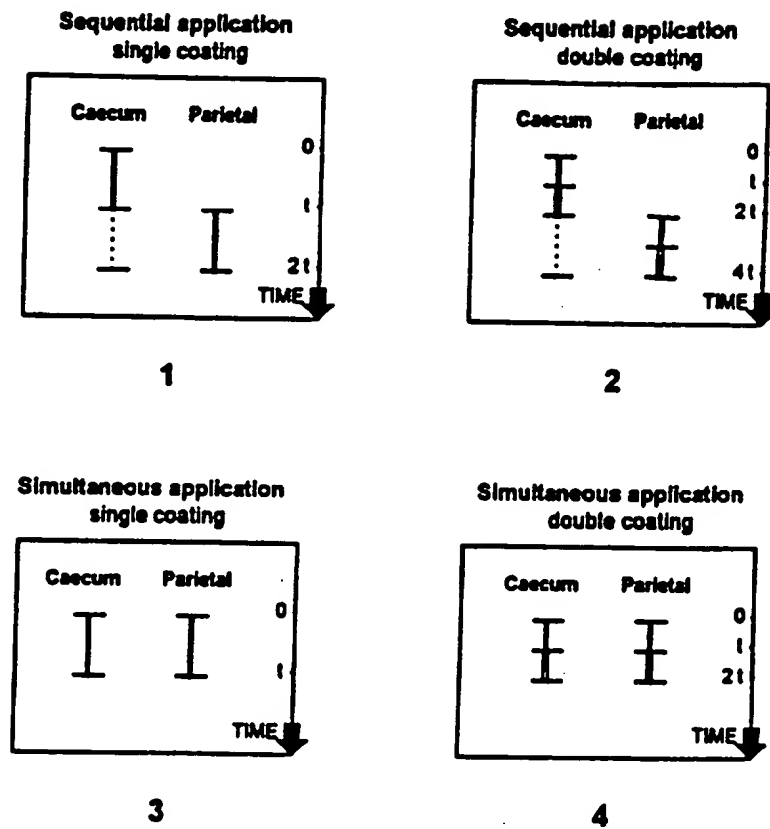 Sequential application
single coating
Caecum Parietal
0
t
2t
TIME
1
Sequential application
double coating
Caecum Parietal
0
t
2t
4t
TIME
2
Simultaneous application
single coating
Caecum Parietal
0
t
TIME
3
Simultaneous application
double coating
Caecum Parietal
0
t
2t
TIME
4